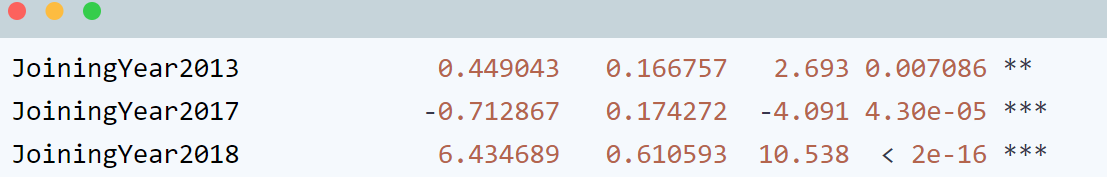 JoiningYear2013 0.449043 0.166757 2.693 0.007086 **
JoiningYear2017 -0.712867 0.174272 -4.091 4.30e-05 ***
JoiningYear2018 6.434689 0.610593 10.538 < 2e-16 ***